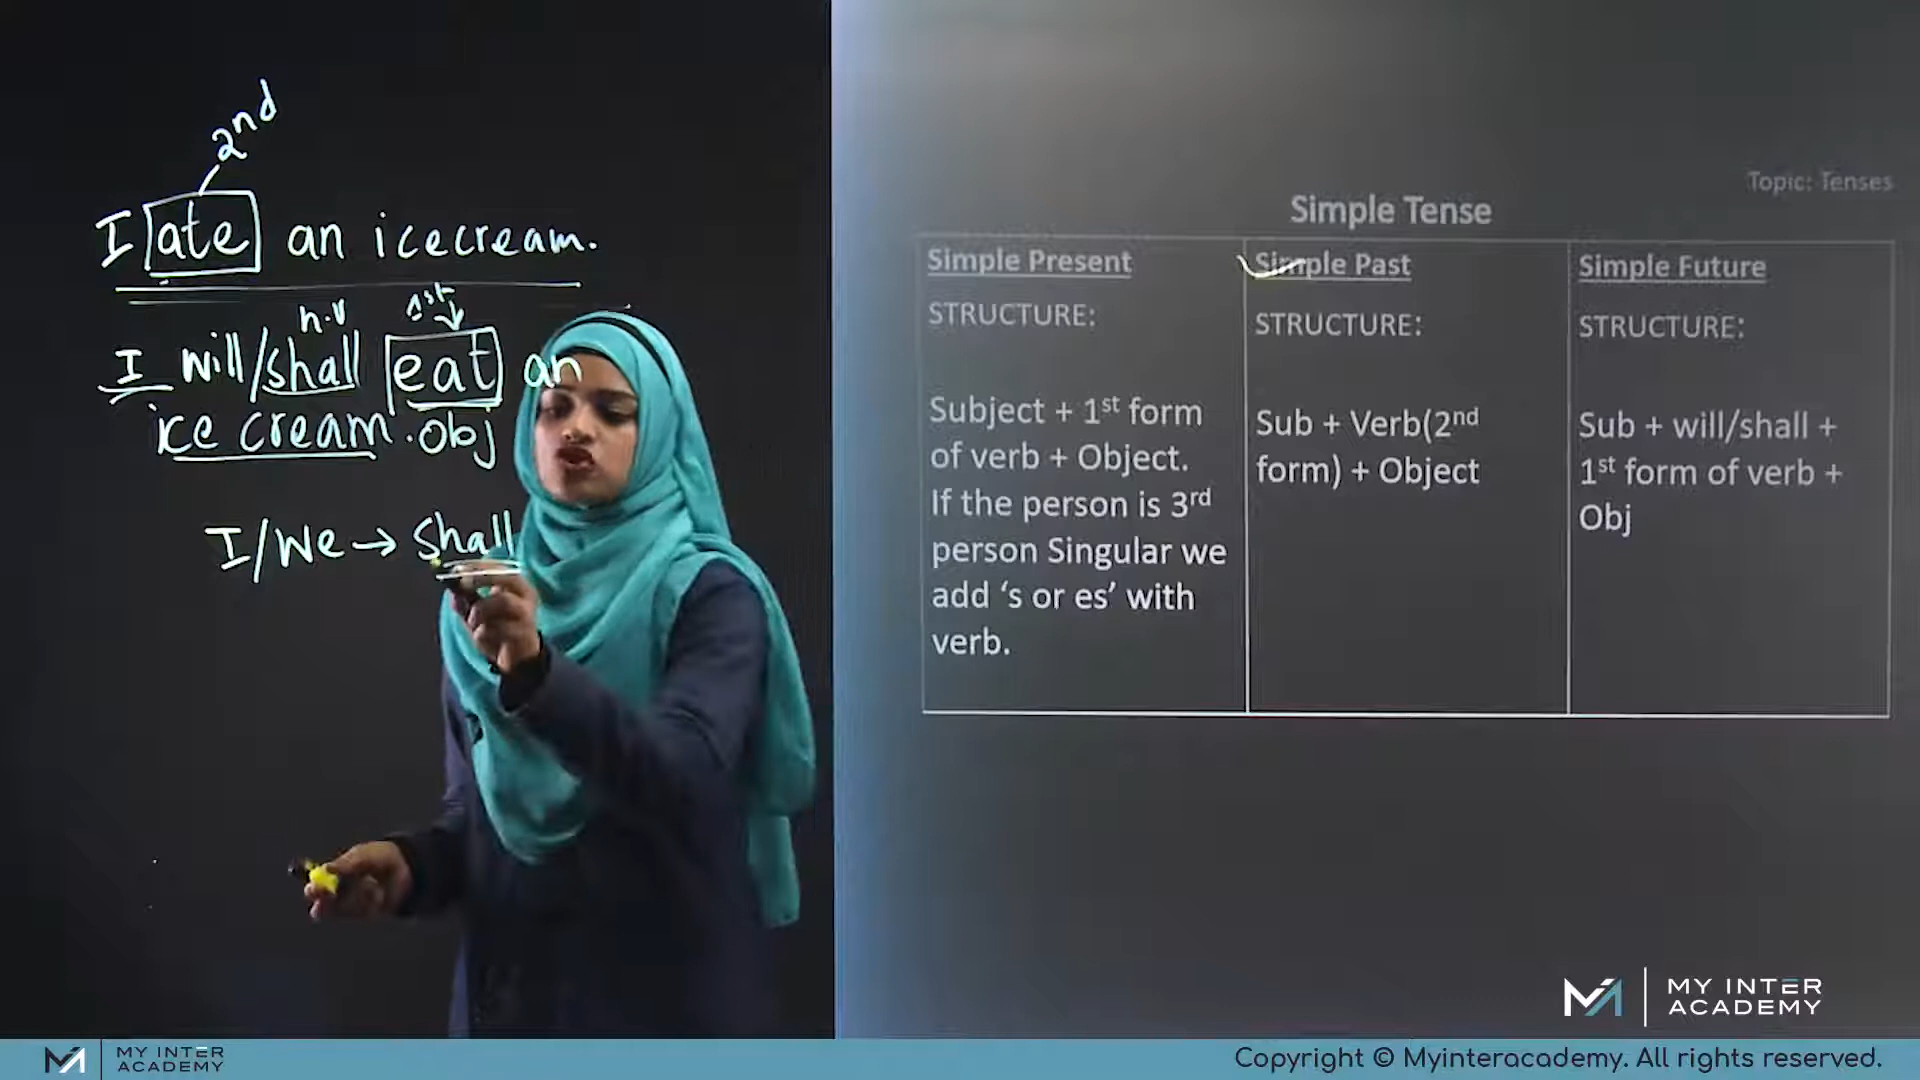 2nd
I ate an icecream.
h.v 1st
I will/shall eat an
ice cream. obj
I/We → shall
Topic: Tenses
Simple Tense
Simple Present
STRUCTURE:
Subject + 1st form
of verb + Object.
If the person is 3rd
person Singular we
add ‘s or es’ with
verb.
Simple Past
STRUCTURE:
Sub + Verb(2nd
form) + Object
Simple Future
STRUCTURE:
Sub + will/shall +
1st form of verb +
Obj
MY INTER
ACADEMY
MY INTER
ACADEMY
Copyright © Myinteracademy. All rights reserved.